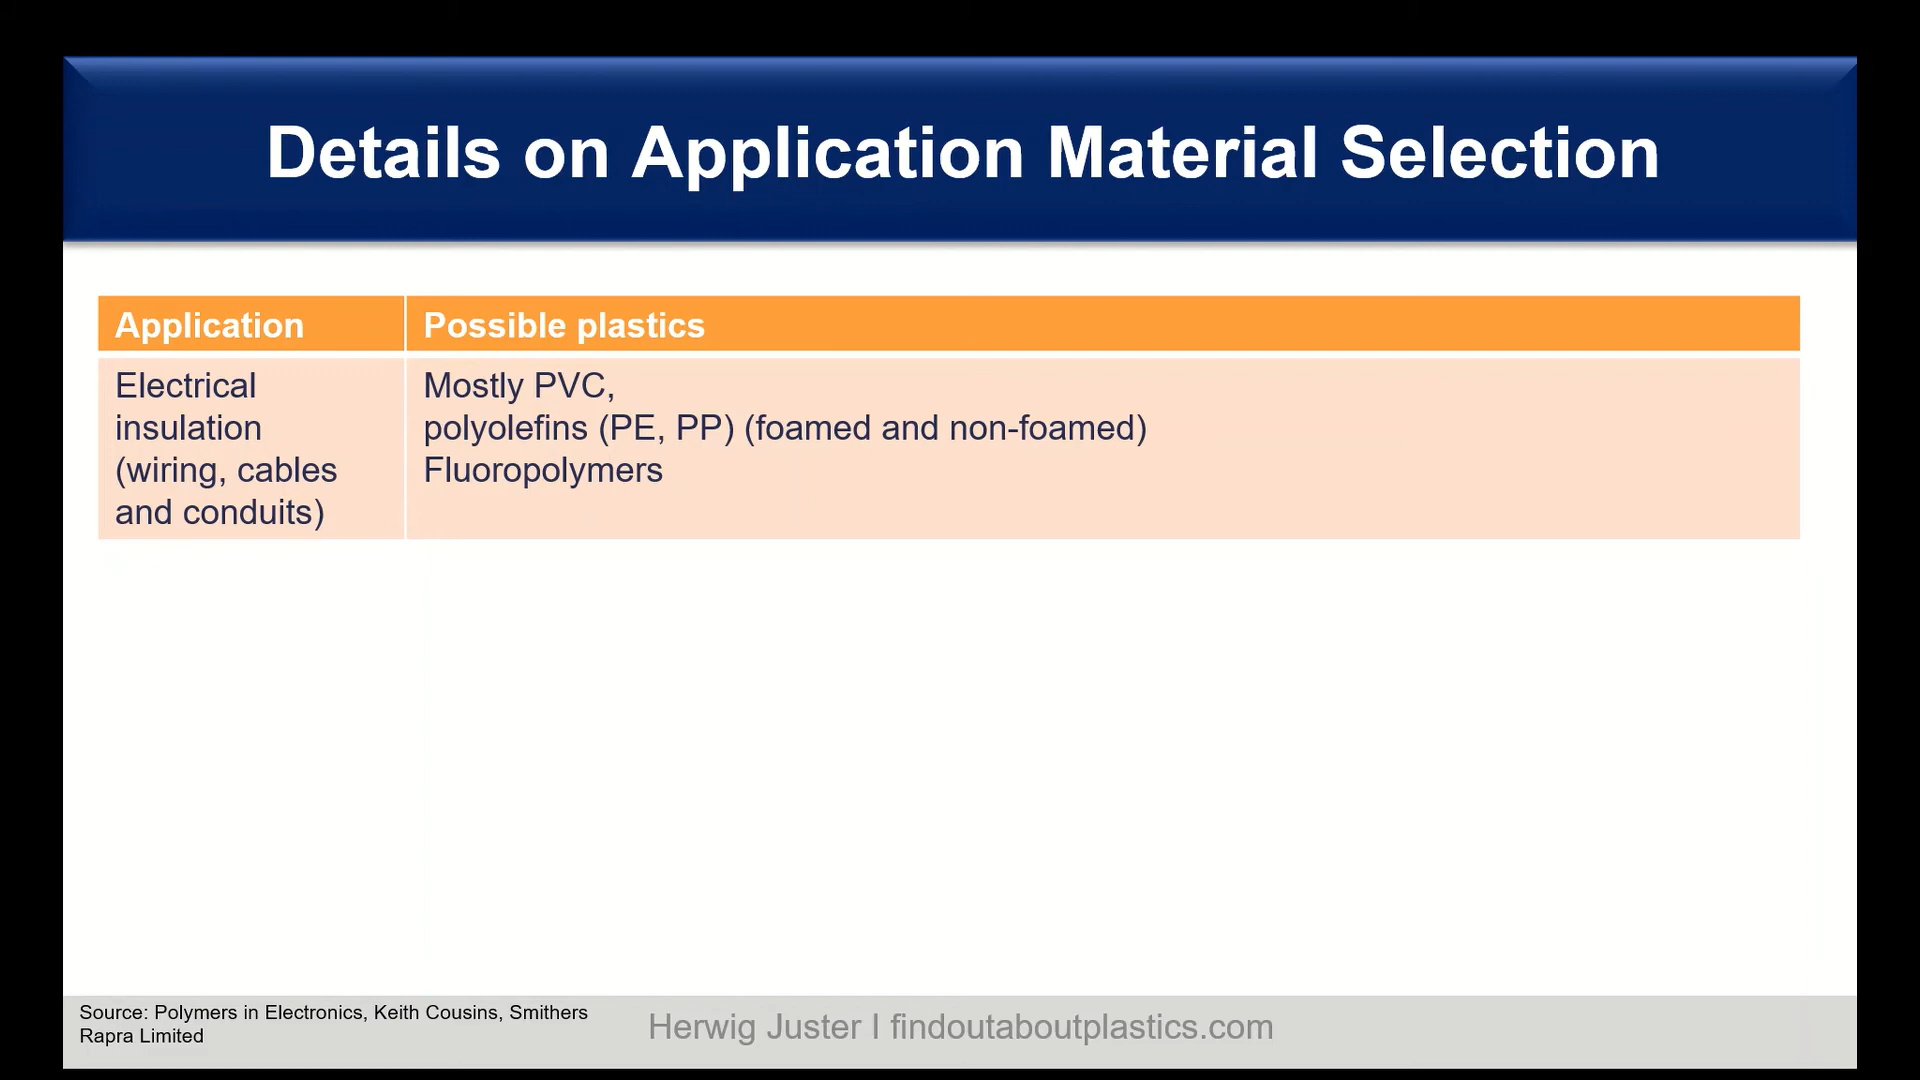 Details on Application Material Selection
Application
Possible plastics
Electrical
insulation
(wiring, cables
and conduits)
Mostly PVC,
polyolefins (PE, PP) (foamed and non-foamed)
Fluoropolymers
Source: Polymers in Electronics, Keith Cousins, Smithers
Rapra Limited
Herwig Juster I findoutaboutplastics.com